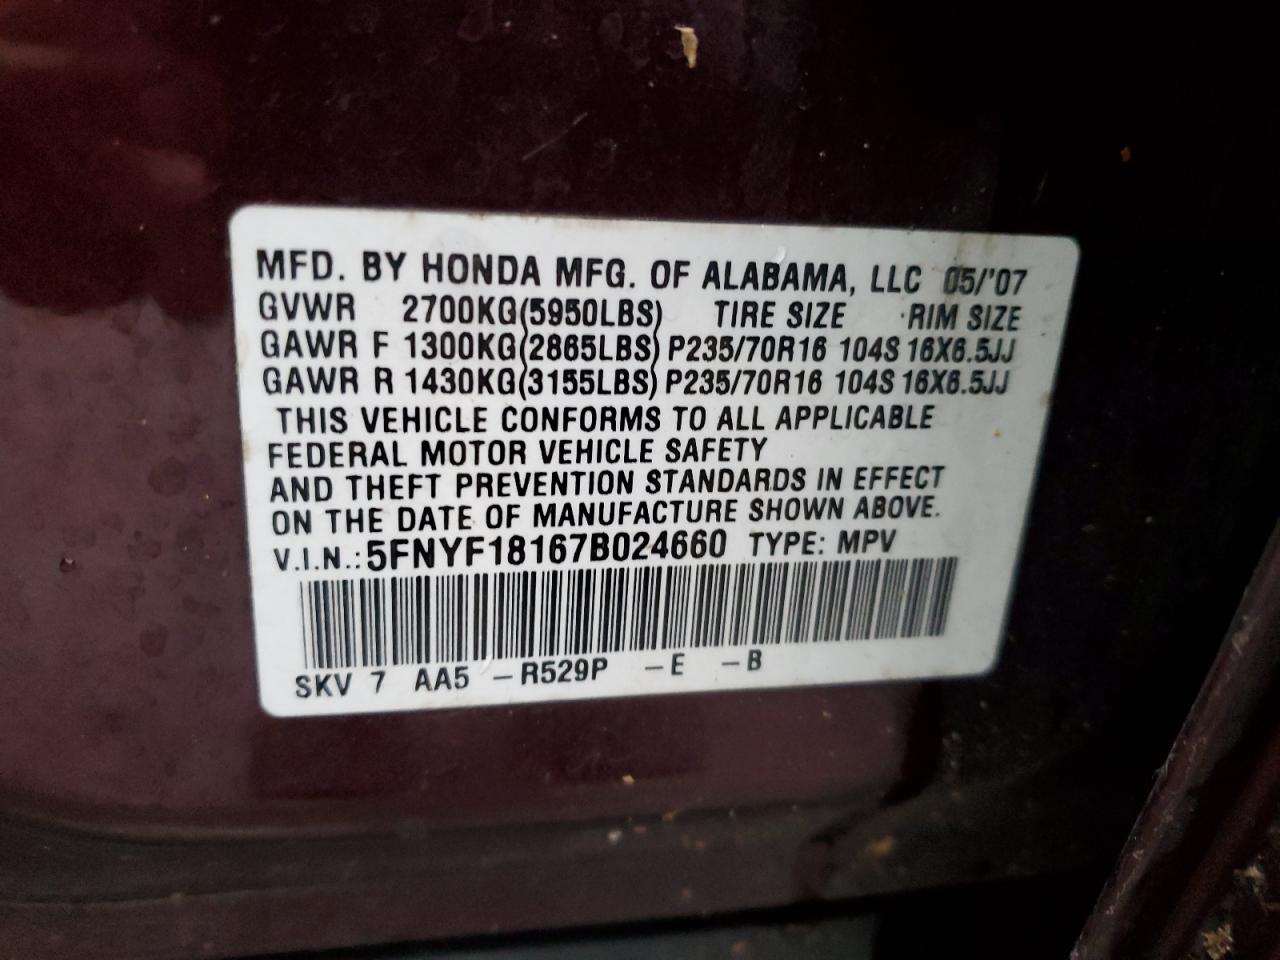 MFD. BY HONDA MFG. OF ALABAMA, LLC 05/'07
GVWR 2700KG(5950LBS) TIRE SIZE RIM SIZE
GAWR F 1300KG(2865LBS) P235/70R16 104S 16X6.5JJ
GAWR R 1430KG(3155LBS) P235/70R16 104S 16X6.5JJ
THIS VEHICLE CONFORMS TO ALL APPLICABLE
FEDERAL MOTOR VEHICLE SAFETY
AND THEFT PREVENTION STANDARDS IN EFFECT
ON THE DATE OF MANUFACTURE SHOWN ABOVE.
V.I.N.: 5FNYF18167B024660 TYPE: MPV
SKV 7 AA5 -R529P -E -B